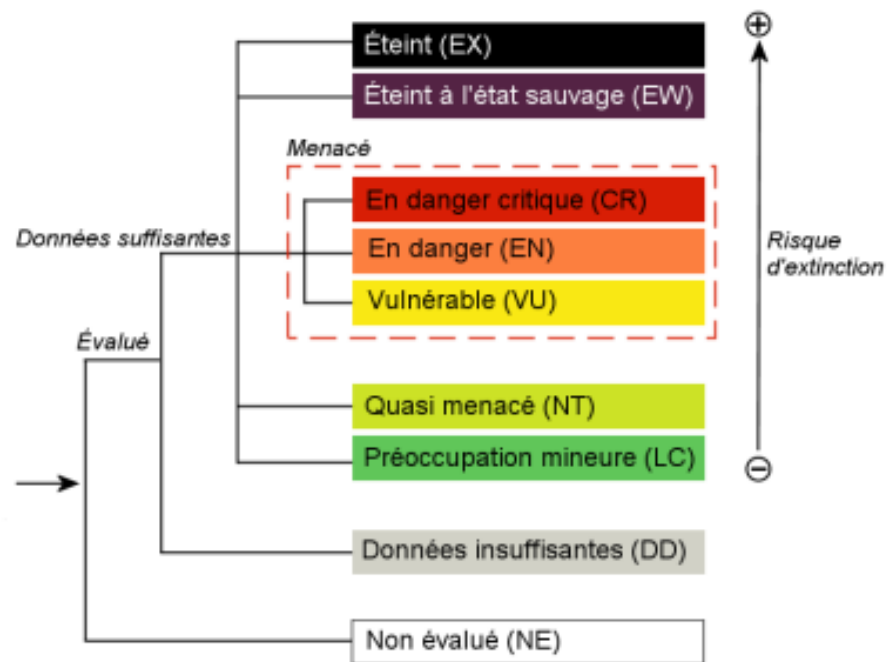 Éteint (EX)
Éteint à l'état sauvage (EW)
Menacé
En danger critique (CR)
Données suffisantes
En danger (EN)
Risque
d'extinction
Vulnérable (VU)
Évalué
Quasi menacé (NT)
Préoccupation mineure (LC)
Données insuffisantes (DD)
Non évalué (NE)